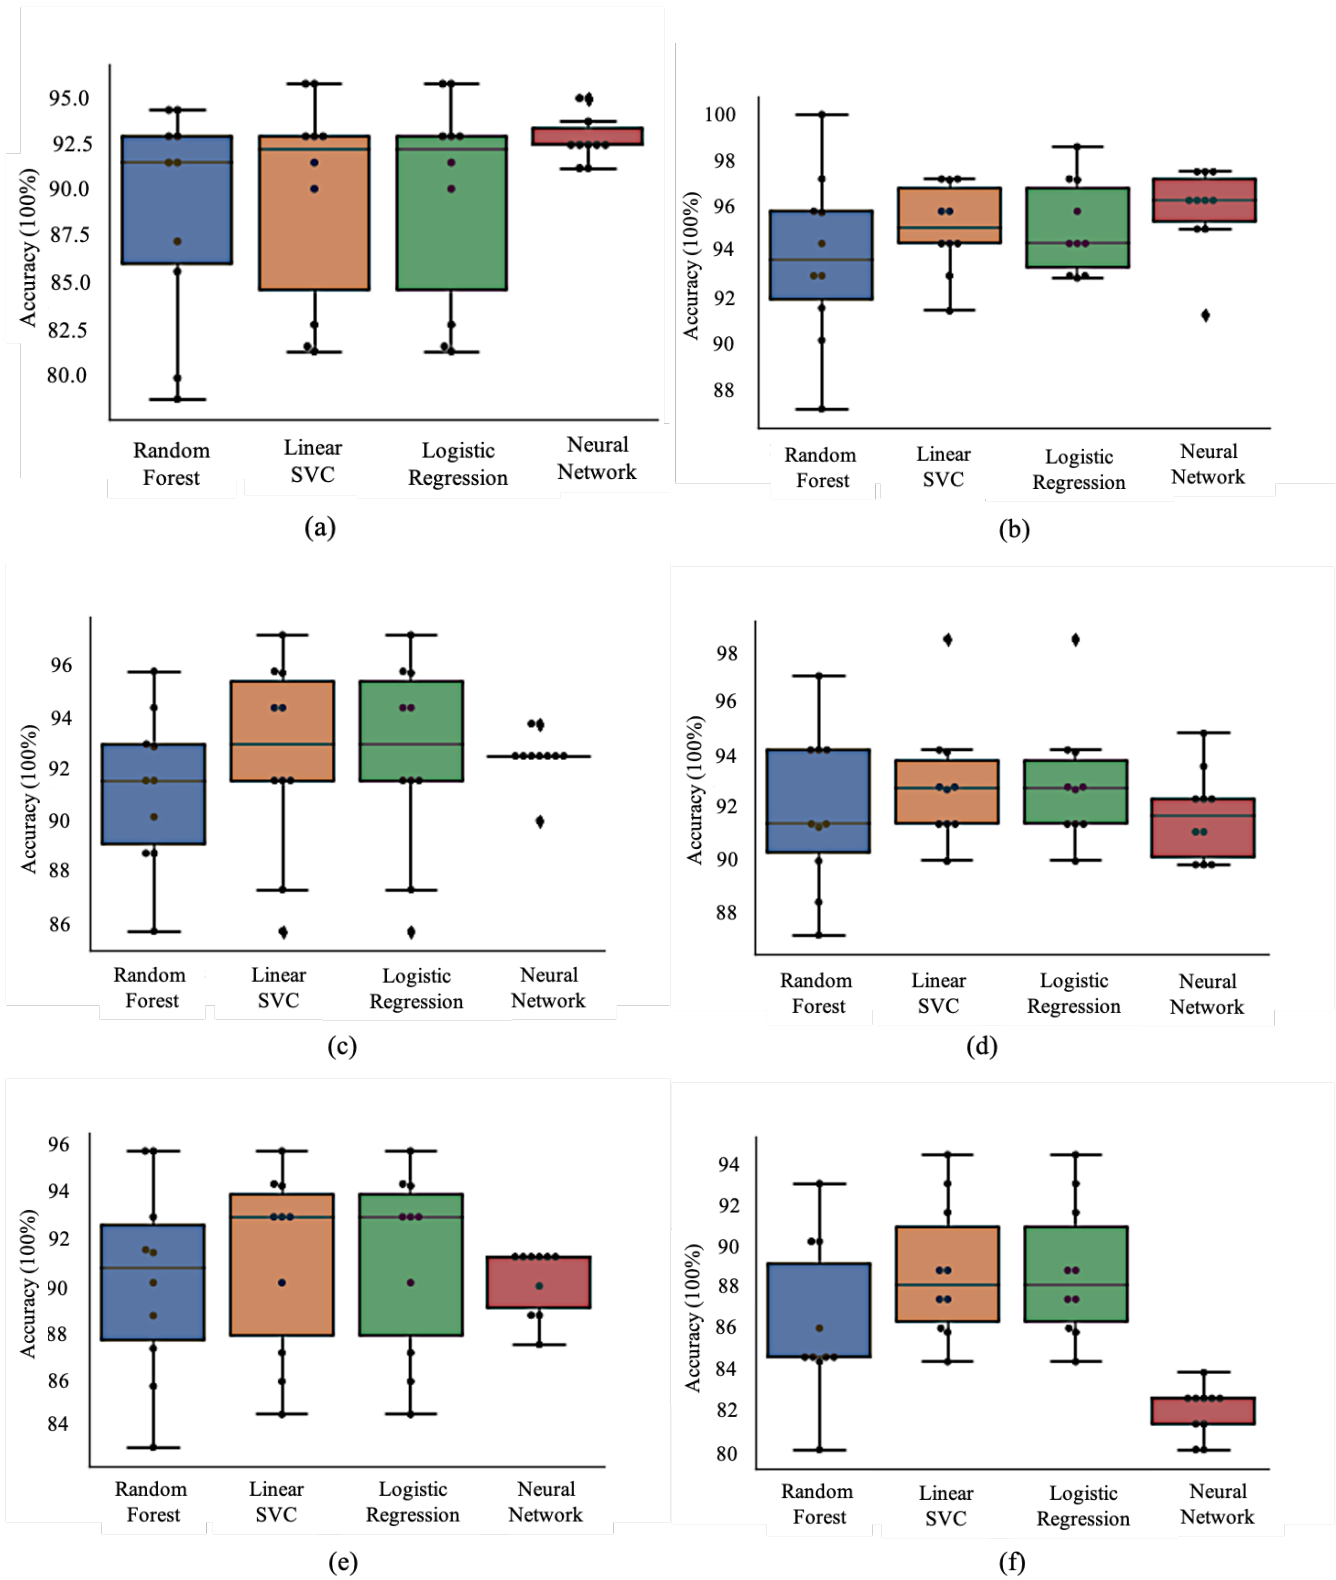 Accuracy (100%)
95.0
92.5
90.0
87.5
85.0
82.5
80.0
Random
Forest
Linear
SVC
Logistic
Regression
Neural
Network
(a)
Accuracy (100%)
100
98
96
94
92
90
88
Random
Forest
Linear
SVC
Logistic
Regression
Neural
Network
(b)
Accuracy (100%)
96
94
92
90
88
86
Random
Forest
Linear
SVC
Logistic
Regression
Neural
Network
(c)
Accuracy (100%)
98
96
94
92
90
88
Random
Forest
Linear
SVC
Logistic
Regression
Neural
Network
(d)
Accuracy (100%)
96
94
92
90
88
86
84
Random
Forest
Linear
SVC
Logistic
Regression
Neural
Network
(e)
Accuracy (100%)
94
92
90
88
86
84
82
80
Random
Forest
Linear
SVC
Logistic
Regression
Neural
Network
(f)